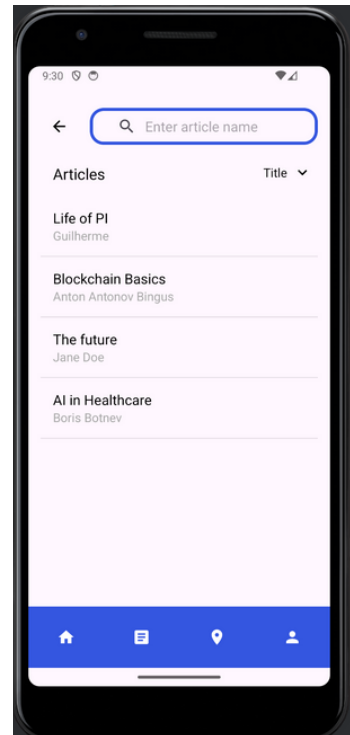 9:30
Enter article name
Articles
Title
Life of PI
Guilherme
Blockchain Basics
Anton Antonov Bingus
The future
Jane Doe
AI in Healthcare
Boris Botnev